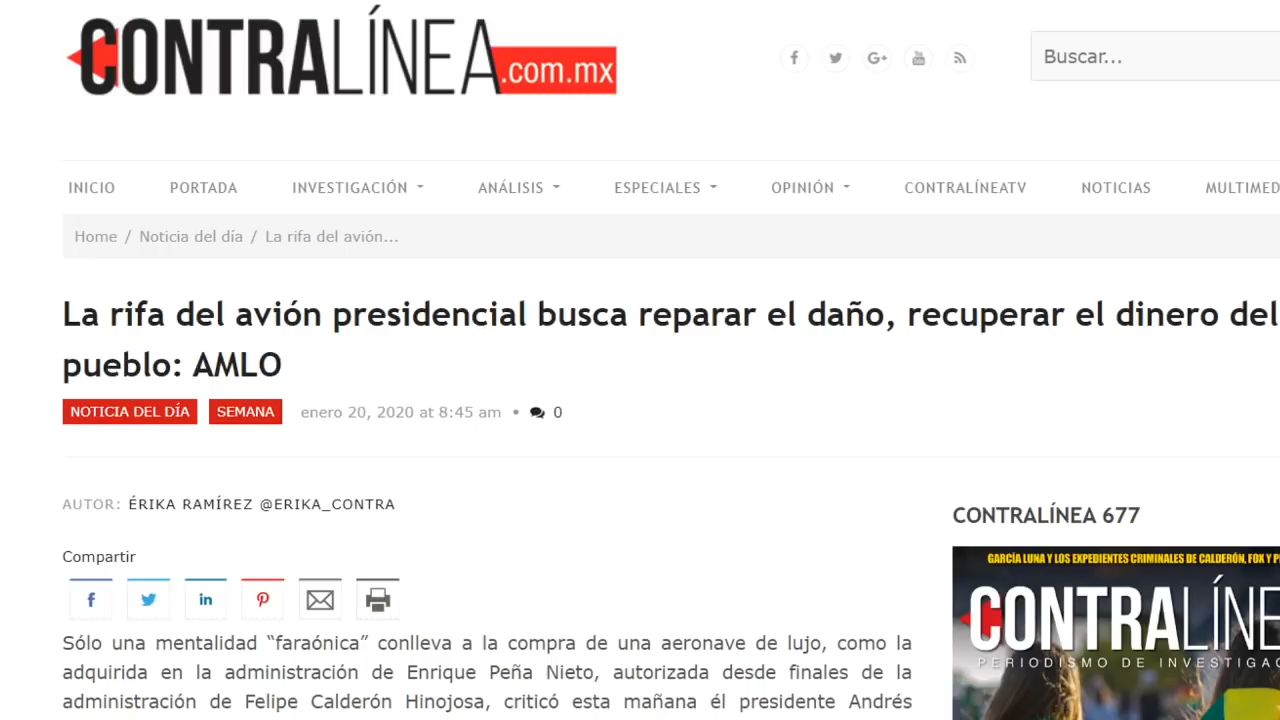 CONTRALÍNEA.com.mx
Buscar...
INICIO PORTADA INVESTIGACIÓN ANÁLISIS ESPECIALES OPINIÓN CONTRALÍNEATV NOTICIAS MULTIMED
Home / Noticia del día / La rifa del avión...
La rifa del avión presidencial busca reparar el daño, recuperar el dinero del
pueblo: AMLO
NOTICIA DEL DÍA SEMANA enero 20, 2020 at 8:45 am • 0
AUTOR: ÉRIKA RAMÍREZ @ERIKA_CONTRA
Compartir
Sólo una mentalidad “faraónica” conlleva a la compra de una aeronave de lujo, como la
adquirida en la administración de Enrique Peña Nieto, autorizada desde finales de la
administración de Felipe Calderón Hinojosa, criticó esta mañana él presidente Andrés
CONTRALÍNEA 677
GARCÍA LUNA Y LOS EXPEDIENTES CRIMINALES DE CALDERÓN, FOX Y P
CONTRALÍNE
PERIODISMO DE INVESTIGAC